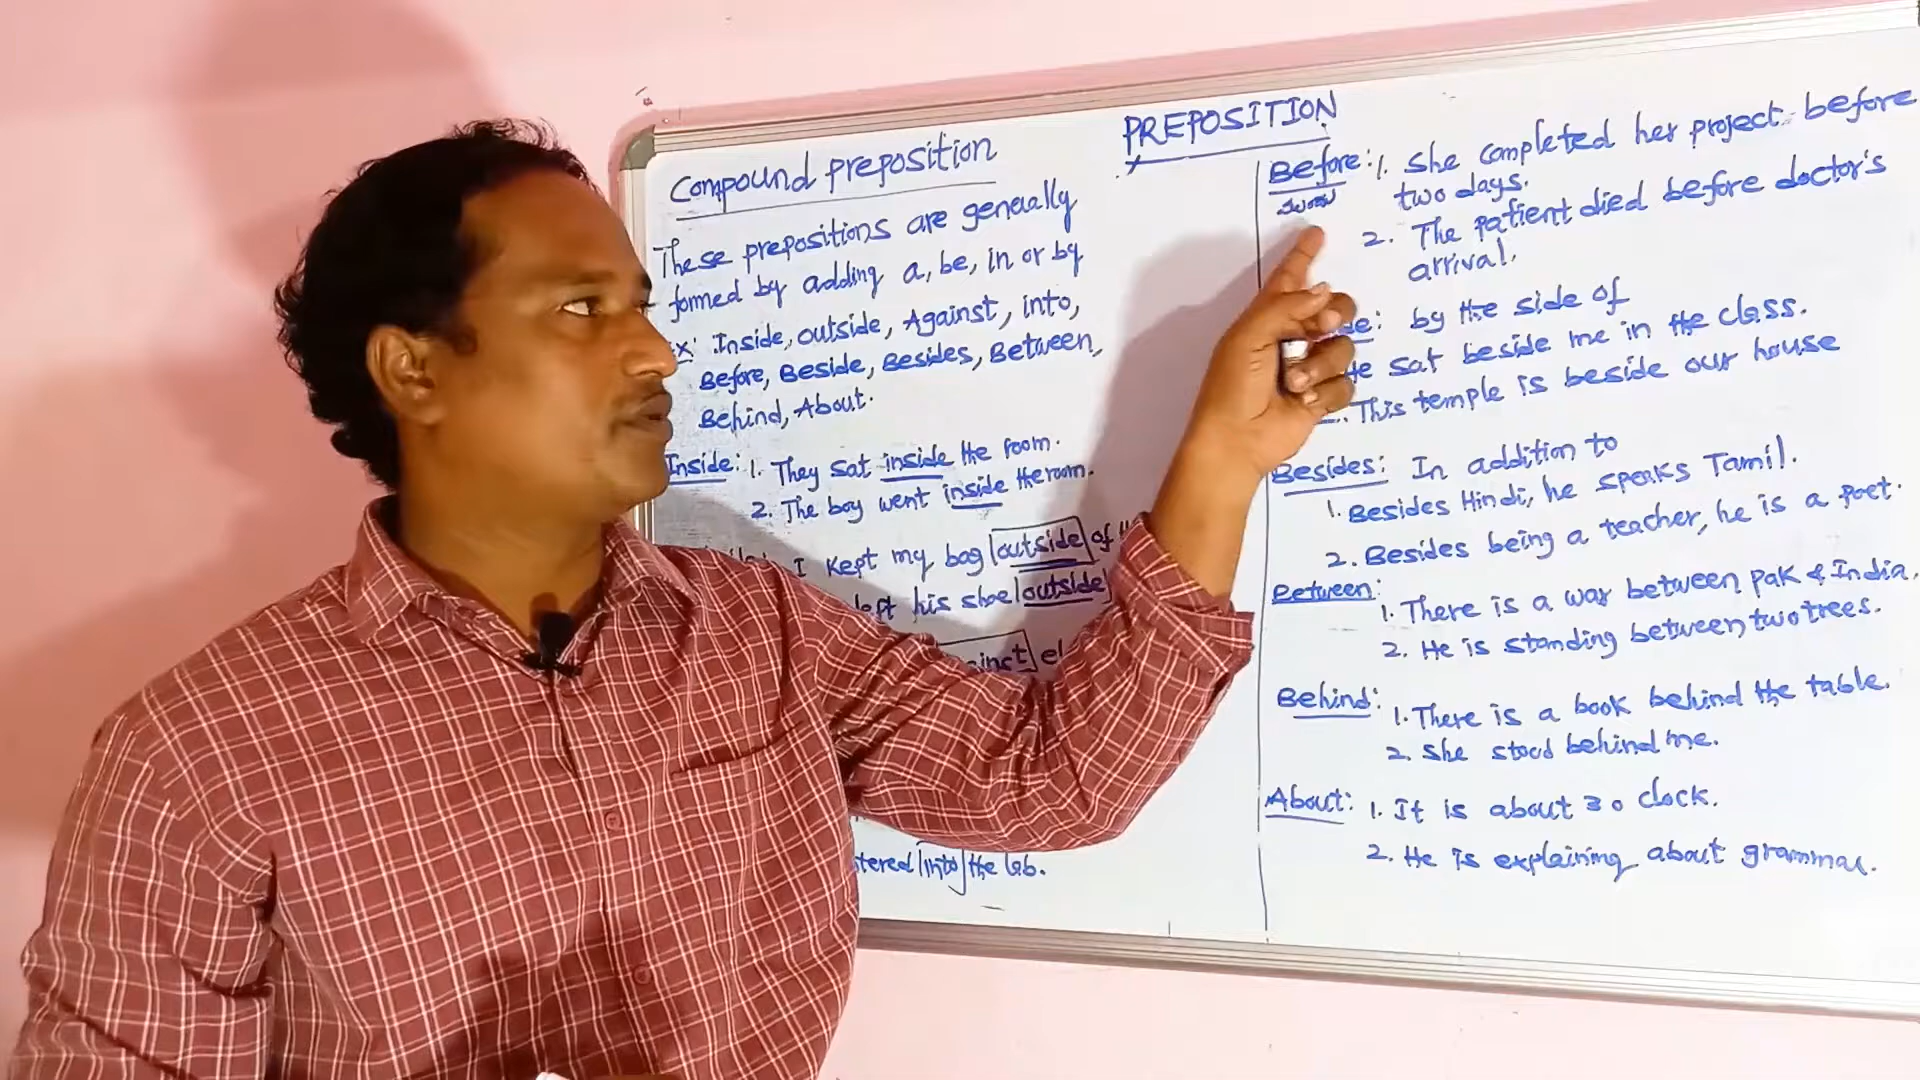 PREPOSITION
Compound preposition
These prepositions are generally
formed by adding a, be, in or by
Inside, outside, Against, into,
Before, Beside, Besides, Between,
Behind, About.
Inside: 1. They sat inside the room.
2. The boy went inside the room.
I kept my bag outside of
his shoe outside
into the lab.
Before: 1. She completed her project before
two days.
2. The patient died before doctor's
arrival.
by the side of
sat beside me in the class.
This temple is beside our house
Besides: In addition to
1. Besides Hindi, he speaks Tamil.
2. Besides being a teacher, he is a poet.
Between:
1. There is a war between pak & India.
2. He is standing between two trees.
Behind: 1. There is a book behind the table.
2. She stood behind me.
About: 1. It is about 3 o clock.
2. He is explaining about grammar.